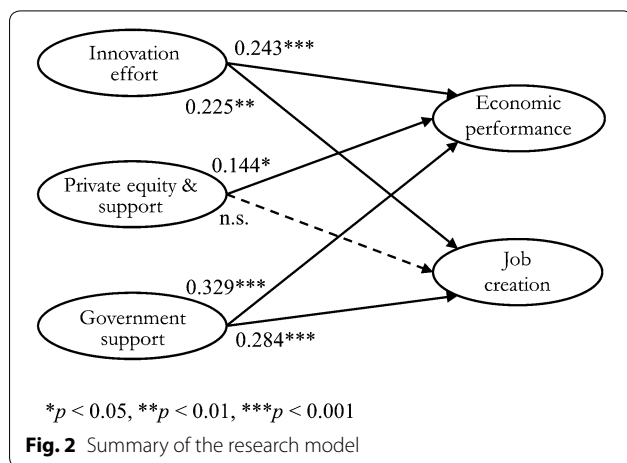 Innovation
effort
0.243***
0.225**
Economic
performance
Private equity &
support
0.144*
n.s.
Job
creation
Government
support
0.329***
0.284***
*p < 0.05, **p < 0.01, ***p < 0.001
Fig. 2 Summary of the research model